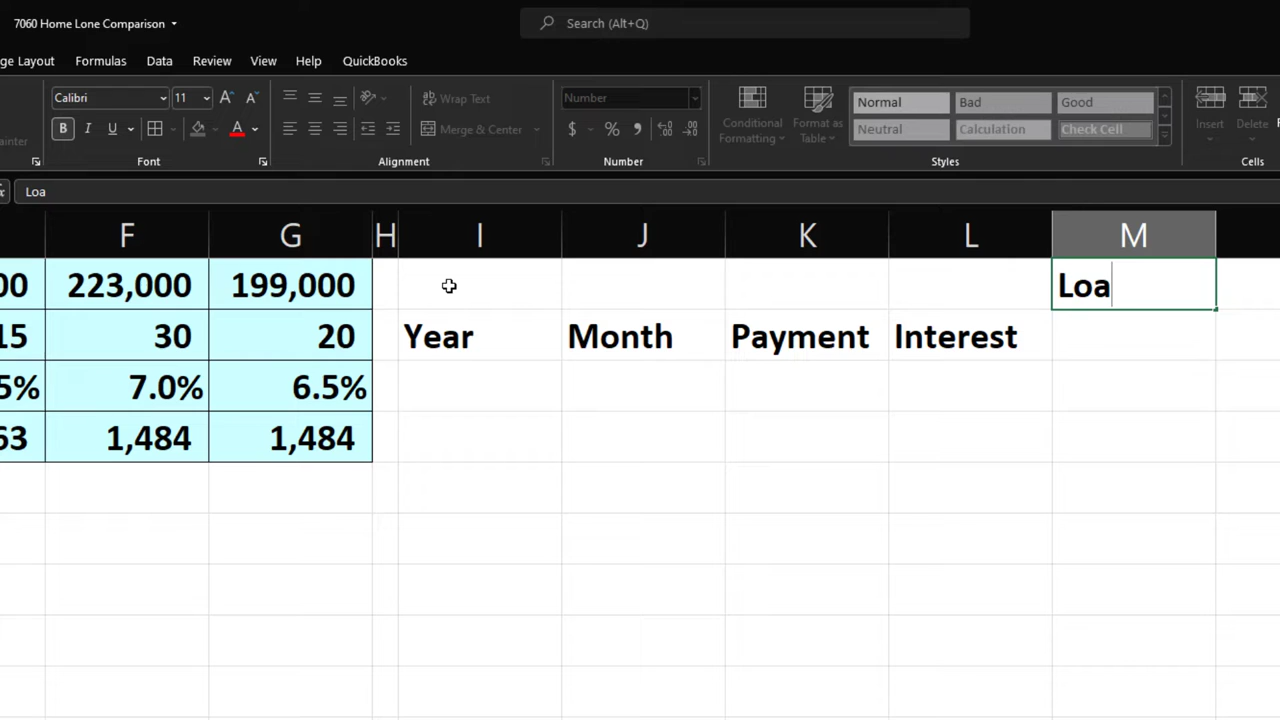 7060 Home Lone Comparison
Search (Alt+Q)
ge Layout Formulas Data Review View Help QuickBooks
Calibri 11 A A Wrap Text Number Conditional Formatting Format as Table Normal Bad Good Insert Delete
ainter B I U A Merge & Center $ % Neutral Calculation Check Cell
Font Alignment Number Styles Cells
Loa
F G H I J K L M
00 223,000 199,000 Loa
15 30 20 Year Month Payment Interest
5% 7.0% 6.5%
63 1,484 1,484